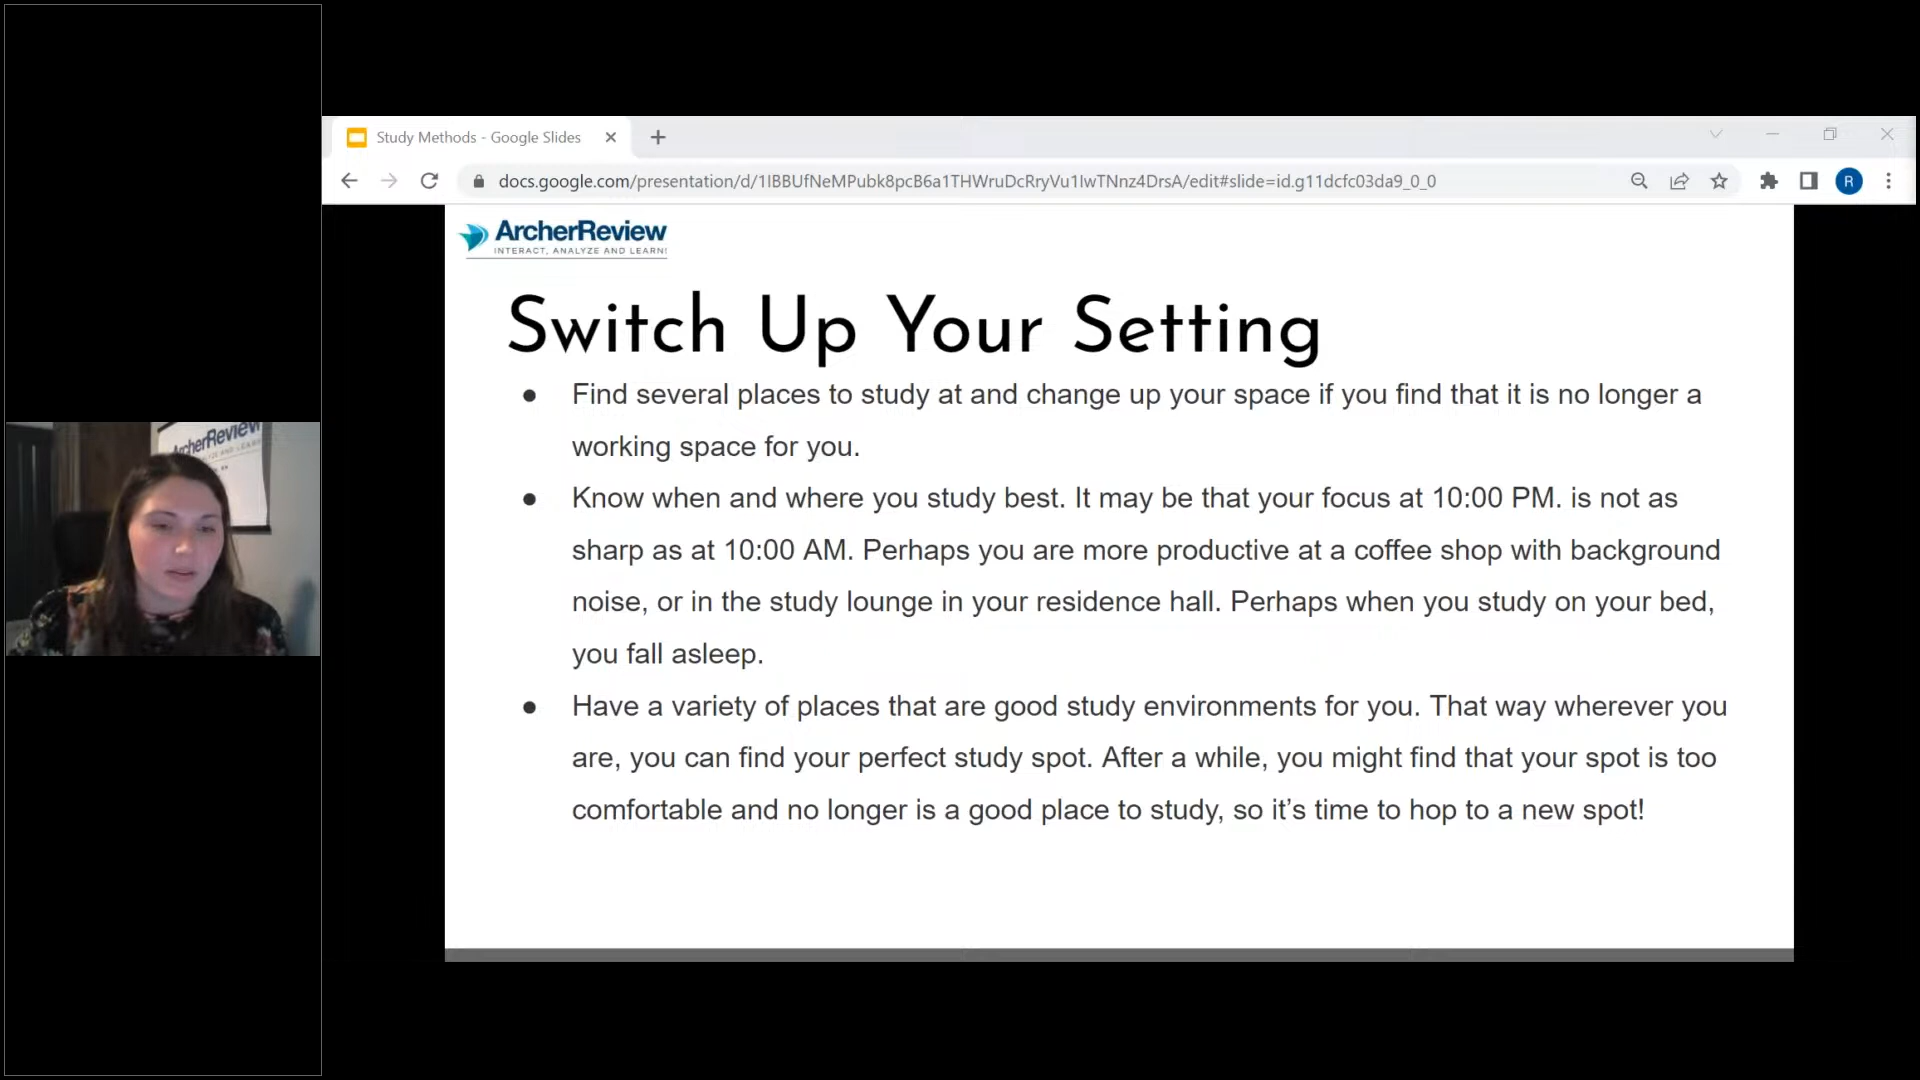 Study Methods - Google Slides
docs.google.com/presentation/d/1IBBUfNeMPubk8pcB6a1THWruDcRryVu1IwTNnz4DrsA/edit#slide=id.g11dcfc03da9_0_0
R
ArcherReview
INTERACT, ANALYZE AND LEARN!
Switch Up Your Setting
● Find several places to study at and change up your space if you find that it is no longer a
working space for you.
● Know when and where you study best. It may be that your focus at 10:00 PM. is not as
sharp as at 10:00 AM. Perhaps you are more productive at a coffee shop with background
noise, or in the study lounge in your residence hall. Perhaps when you study on your bed,
you fall asleep.
● Have a variety of places that are good study environments for you. That way wherever you
are, you can find your perfect study spot. After a while, you might find that your spot is too
comfortable and no longer is a good place to study, so it’s time to hop to a new spot!
ArcherReview